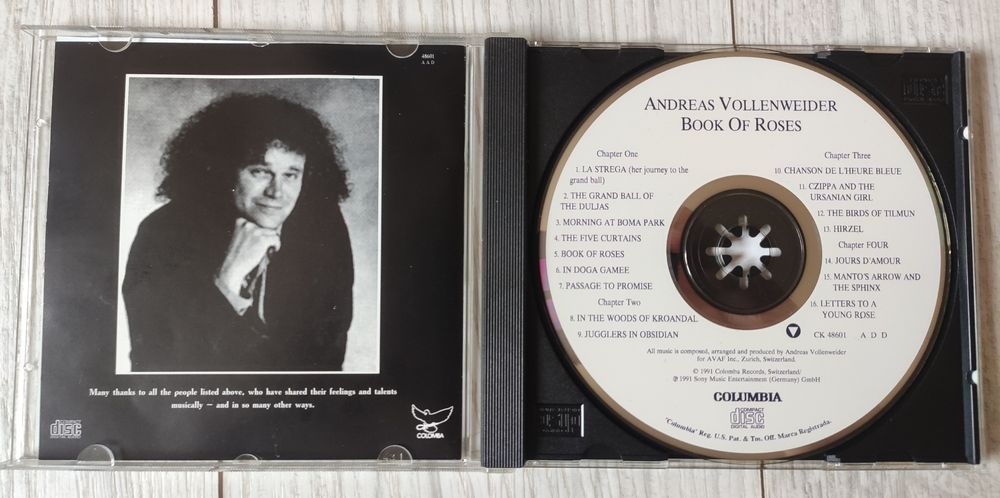 48601
A A D
Many thanks to all the people listed above, who have shared their feelings and talents
musically — and in so many other ways.
COMPACT
disc
DIGITAL AUDIO
COLOMBA
ANDREAS VOLLENWEIDER
BOOK OF ROSES
Chapter One
1. LA STREGA (her journey to the
grand ball)
2. THE GRAND BALL OF
THE DULJAS
3. MORNING AT BOMA PARK
4. THE FIVE CURTAINS
5. BOOK OF ROSES
6. IN DOGA GAMEE
7. PASSAGE TO PROMISE
Chapter Two
8. IN THE WOODS OF KROANDAL
9. JUGGLERS IN OBSIDIAN
Chapter Three
10. CHANSON DE L'HEURE BLEUE
11. CZIPPA AND THE
URSANIAN GIRL
12. THE BIRDS OF TILMUN
13. HIRZEL
Chapter FOUR
14. JOURS D'AMOUR
15. MANTO'S ARROW AND
THE SPHINX
16. LETTERS TO A
YOUNG ROSE
CK 48601 A D D
All music is composed, arranged and produced by Andreas Vollenweider
for AVAF Inc., Zurich, Switzerland.
© 1991 Colomba Records, Switzerland/
℗ 1991 Sony Music Entertainment (Germany) GmbH
COLUMBIA
COMPACT
disc
DIGITAL AUDIO
"Columbia" Reg. U.S. Pat. & Tm. Off. Marca Registrada.